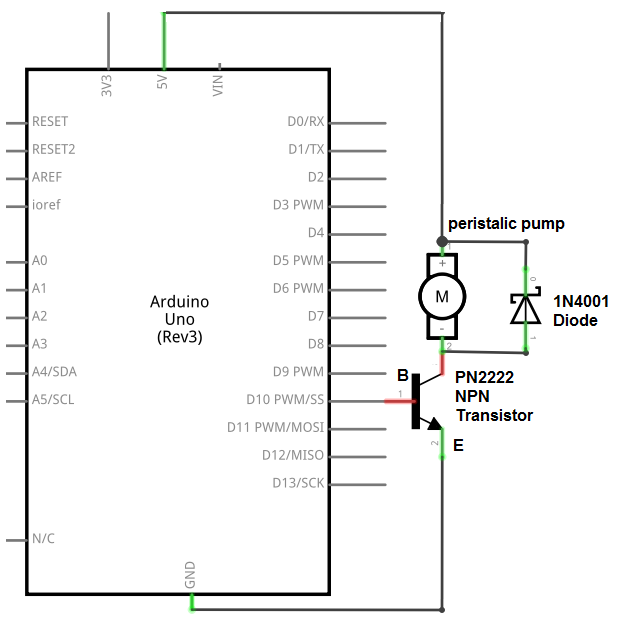 3V3
5V
VIN
RESET
RESET2
AREF
ioref
A0
A1
A2
A3
A4/SDA
A5/SCL
N/C
Arduino
Uno
(Rev3)
D0/RX
D1/TX
D2
D3 PWM
D4
D5 PWM
D6 PWM
D7
D8
D9 PWM
D10 PWM/SS
D11 PWM/MOSI
D12/MISO
D13/SCK
GND
peristalic pump
1
+
M
-
2
0
1N4001
Diode
1
B
1
PN2222
NPN
Transistor
2
E